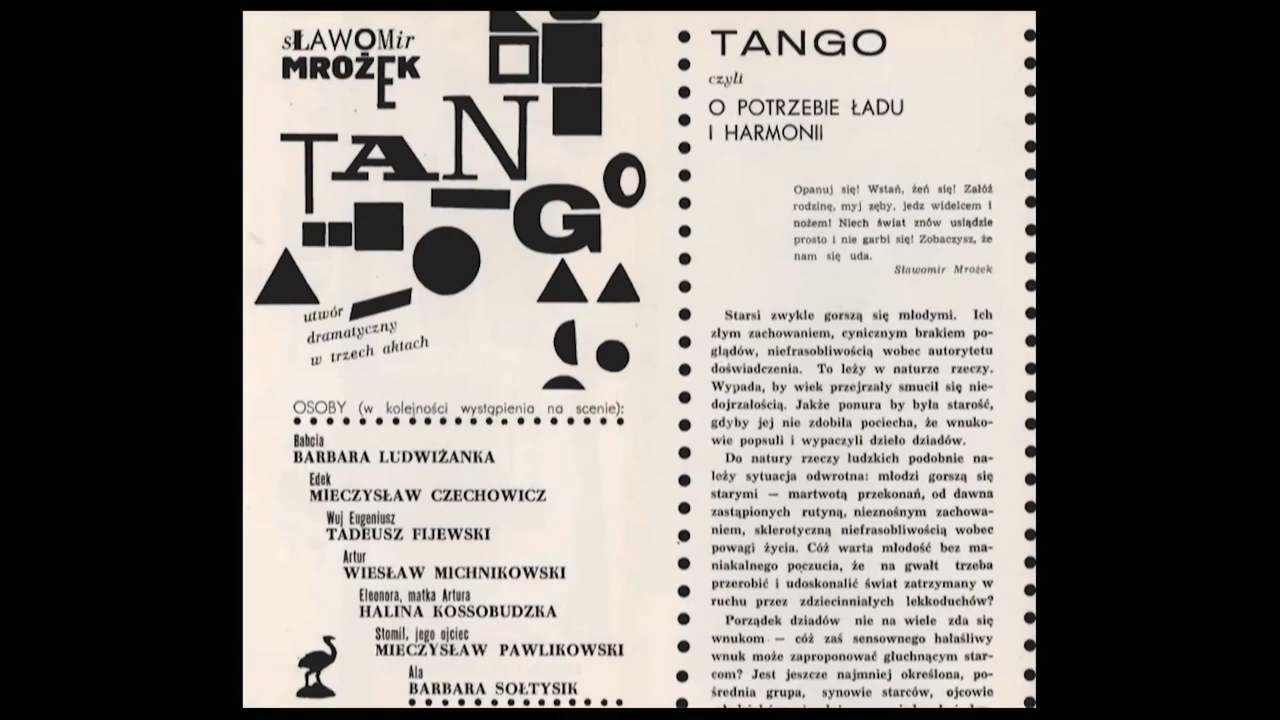 sŁAWOMir
MROŻEK
TANGO
utwór
dramatyczny
w trzech aktach
OSOBY (w kolejności wystąpienia na scenie):
Babcia
BARBARA LUDWIŻANKA
Edek
MIECZYSŁAW CZECHOWICZ
Wuj Eugeniusz
TADEUSZ FIJEWSKI
Artur
WIESŁAW MICHNIKOWSKI
Eleonora, matka Artura
HALINA KOSSOBUDZKA
Stomil, jego ojciec
MIECZYSŁAW PAWLIKOWSKI
Ala
BARBARA SOŁTYSIK
TANGO
czyli
O POTRZEBIE ŁADU
I HARMONII
Opanuj się! Wstań, żeń się! Załóż
rodzinę, myj zęby, jedz widelcem i
nożem! Niech świat znów usiądzie
prosto i nie garbi się! Zobaczysz, że
nam się uda.
Sławomir Mrożek
Starsi zwykle gorszą się młodymi. Ich
złym zachowaniem, cynicznym brakiem po-
glądów, niefrasobliwością wobec autorytetu
doświadczenia. To leży w naturze rzeczy.
Wypada, by wiek przejrzały smucił się nie-
dojrzałością. Jakże ponura by była starość,
gdyby jej nie zdobiła pociecha, że wnuko-
wie popsuli i wypaczyli dzieło dziadów.
Do natury rzeczy ludzkich podobnie na-
leży sytuacja odwrotna: młodzi gorszą się
starymi — martwotą przekonań, od dawna
zastąpionych rutyną, nieznośnym zachowa-
niem, sklerotyczną niefrasobliwością wobec
powagi życia. Cóż warta młodość bez ma-
niakalnego poczucia, że na gwałt trzeba
przerobić i udoskonalić świat zatrzymany w
ruchu przez zdziecinniałych lekkoduchów?
Porządek dziadów nie na wiele zda się
wnukom — cóż zaś sensownego hałaśliwy
wnuk może zaproponować głuchnącym star-
com? Jest jeszcze najmniej określona, po-
średnia grupa, synowie starców, ojcowie